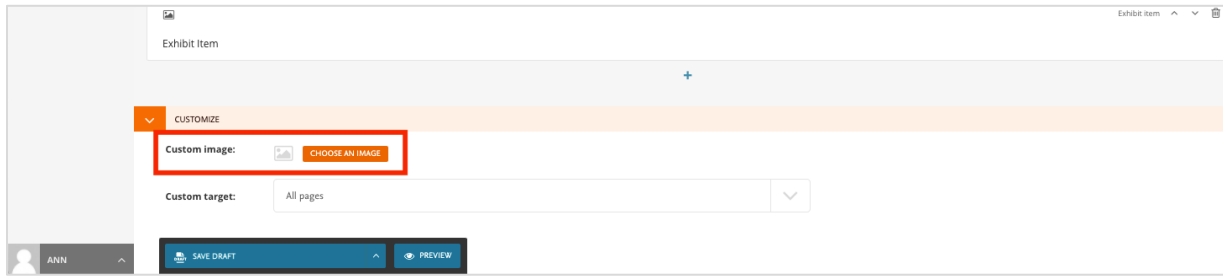 Exhibit item
Exhibit Item
+
CUSTOMIZE
Custom image: CHOOSE AN IMAGE
Custom target: All pages
ANN SAVE DRAFT PREVIEW